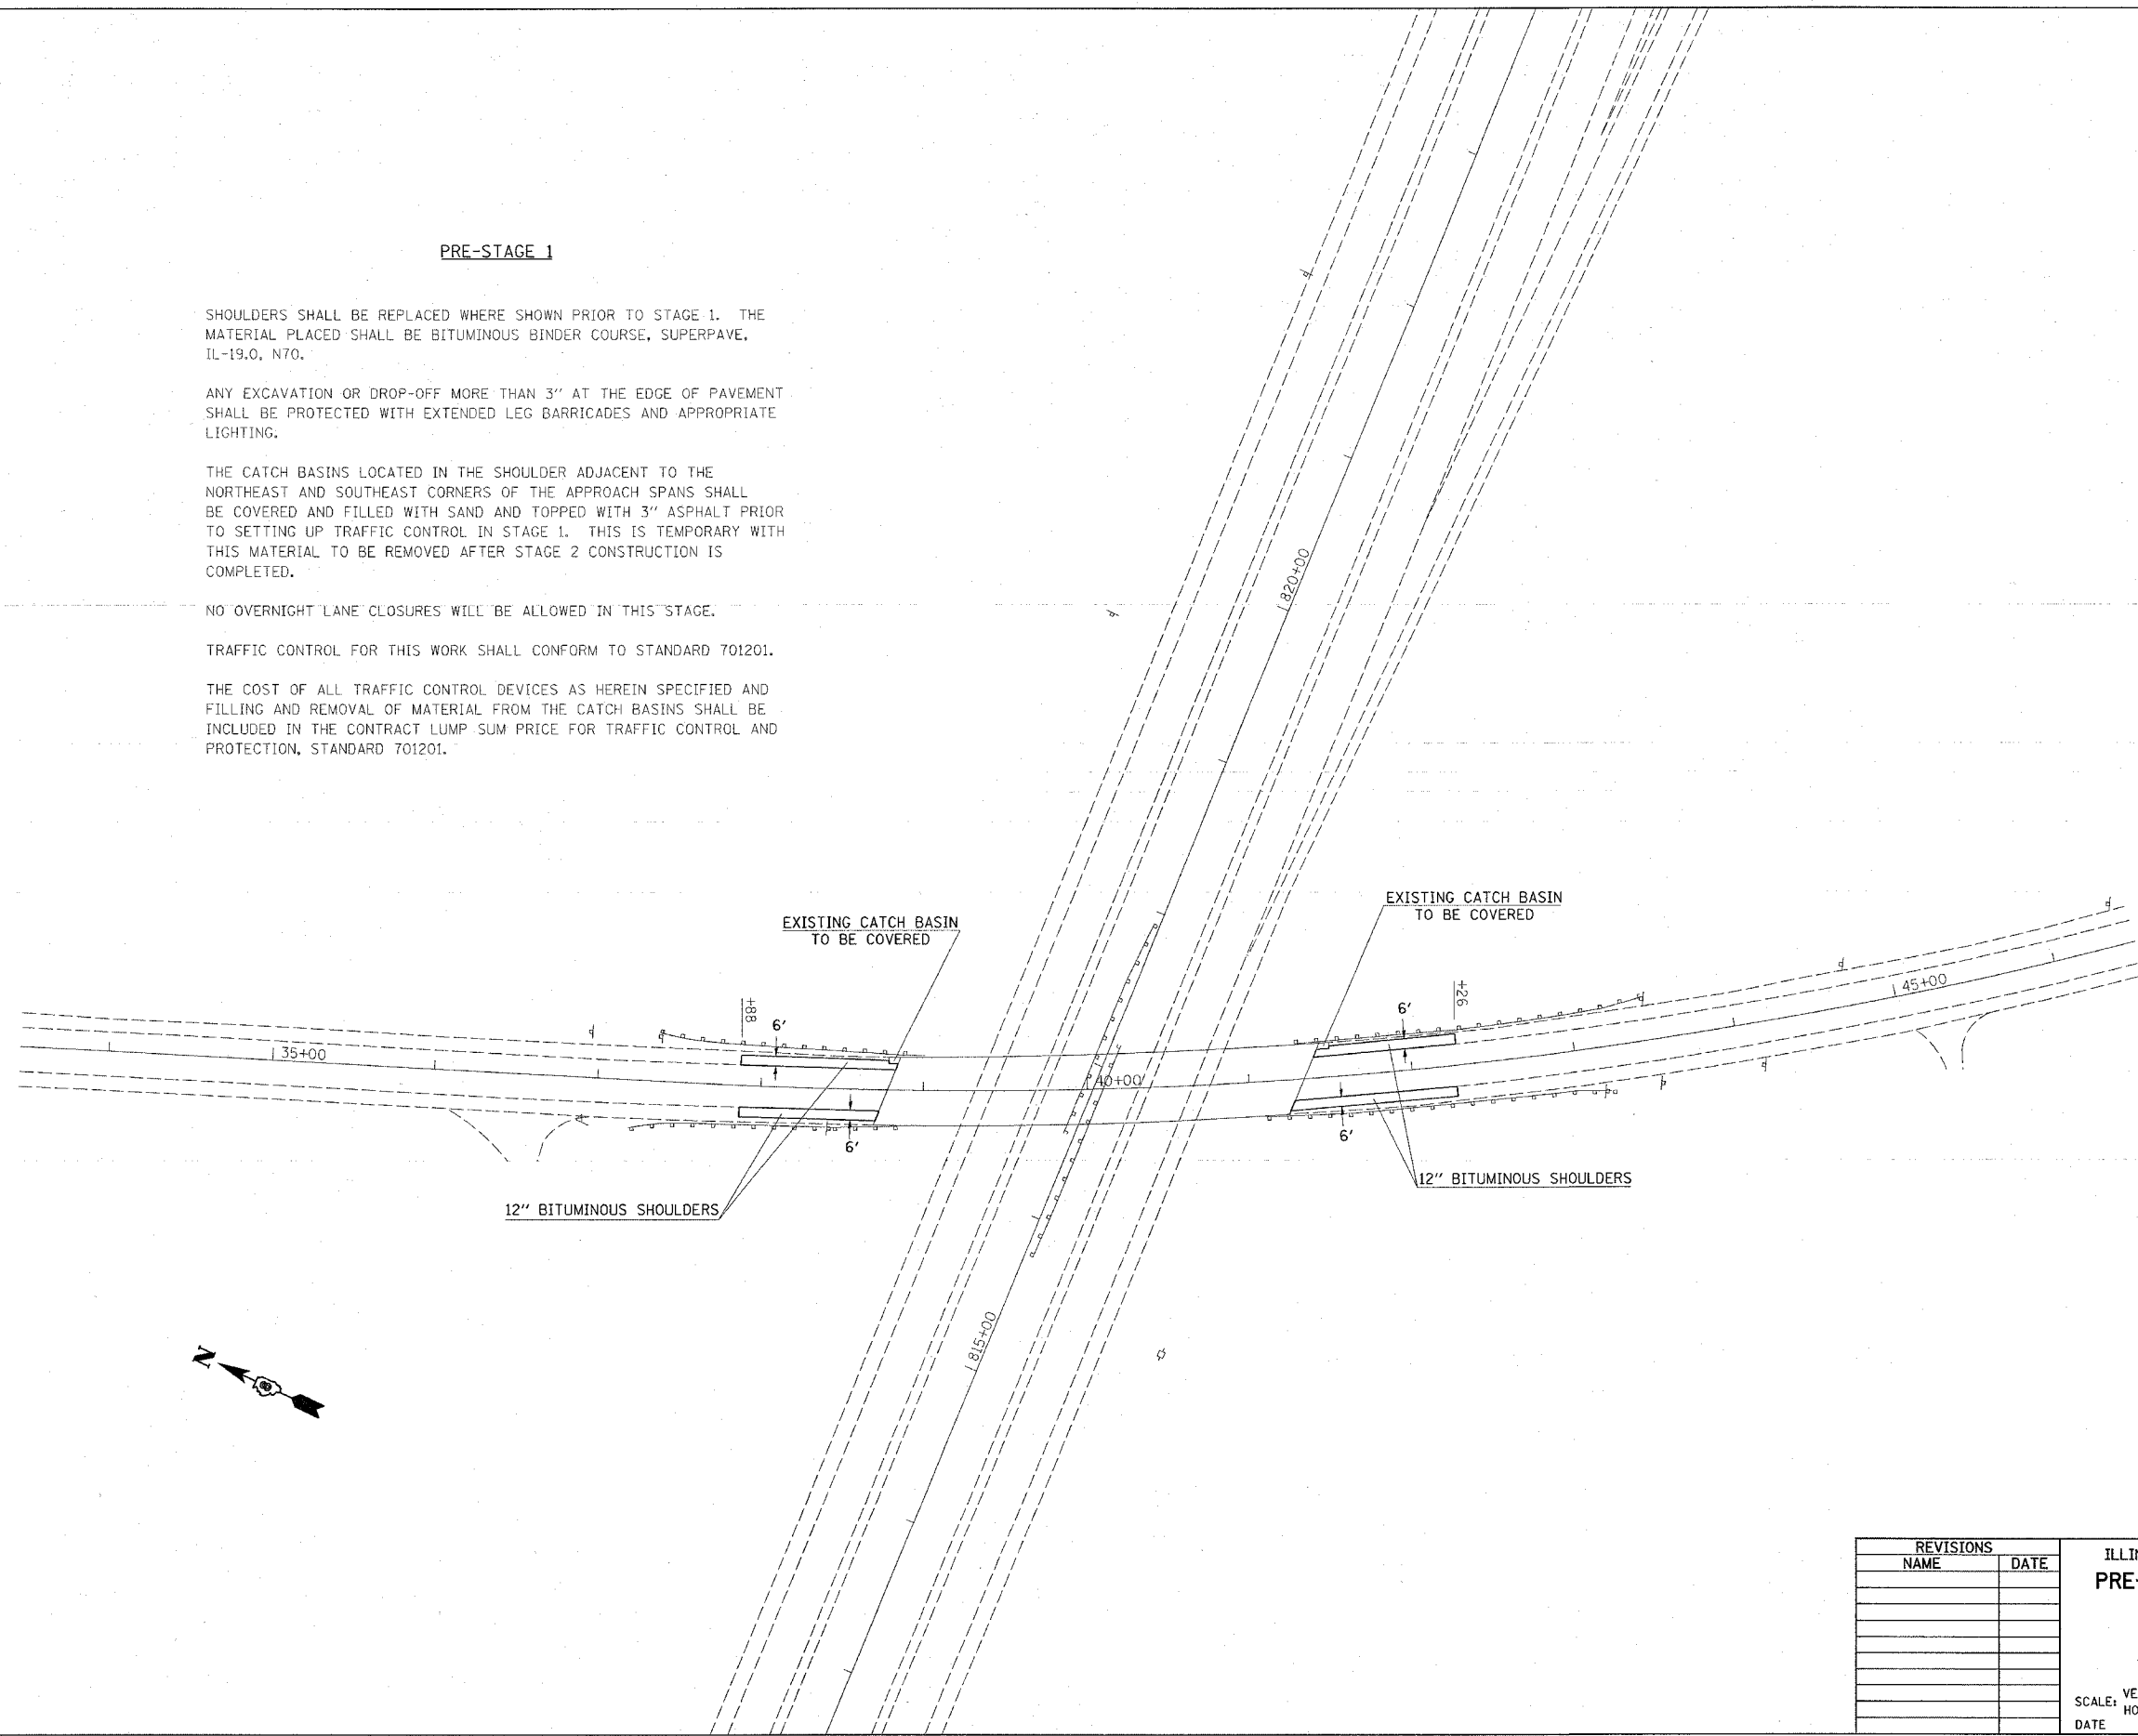 PRE-STAGE 1
SHOULDERS SHALL BE REPLACED WHERE SHOWN PRIOR TO STAGE 1. THE
MATERIAL PLACED SHALL BE BITUMINOUS BINDER COURSE, SUPERPAVE,
IL-19.0, N70.
ANY EXCAVATION OR DROP-OFF MORE THAN 3" AT THE EDGE OF PAVEMENT
SHALL BE PROTECTED WITH EXTENDED LEG BARRICADES AND APPROPRIATE
LIGHTING.
THE CATCH BASINS LOCATED IN THE SHOULDER ADJACENT TO THE
NORTHEAST AND SOUTHEAST CORNERS OF THE APPROACH SPANS SHALL
BE COVERED AND FILLED WITH SAND AND TOPPED WITH 3" ASPHALT PRIOR
TO SETTING UP TRAFFIC CONTROL IN STAGE 1. THIS IS TEMPORARY WITH
THIS MATERIAL TO BE REMOVED AFTER STAGE 2 CONSTRUCTION IS
COMPLETED.
NO OVERNIGHT LANE CLOSURES WILL BE ALLOWED IN THIS STAGE.
TRAFFIC CONTROL FOR THIS WORK SHALL CONFORM TO STANDARD 701201.
THE COST OF ALL TRAFFIC CONTROL DEVICES AS HEREIN SPECIFIED AND
FILLING AND REMOVAL OF MATERIAL FROM THE CATCH BASINS SHALL BE
INCLUDED IN THE CONTRACT LUMP SUM PRICE FOR TRAFFIC CONTROL AND
PROTECTION, STANDARD 701201.
820+00
EXISTING CATCH BASIN
TO BE COVERED
EXISTING CATCH BASIN
TO BE COVERED
+88
6'
+26
6'
45+00
35+00
40+00
6'
6'
12" BITUMINOUS SHOULDERS
12" BITUMINOUS SHOULDERS
815+00
N
REVISIONS
NAME DATE
ILLI
PRE-
SCALE: VE
HO
DATE